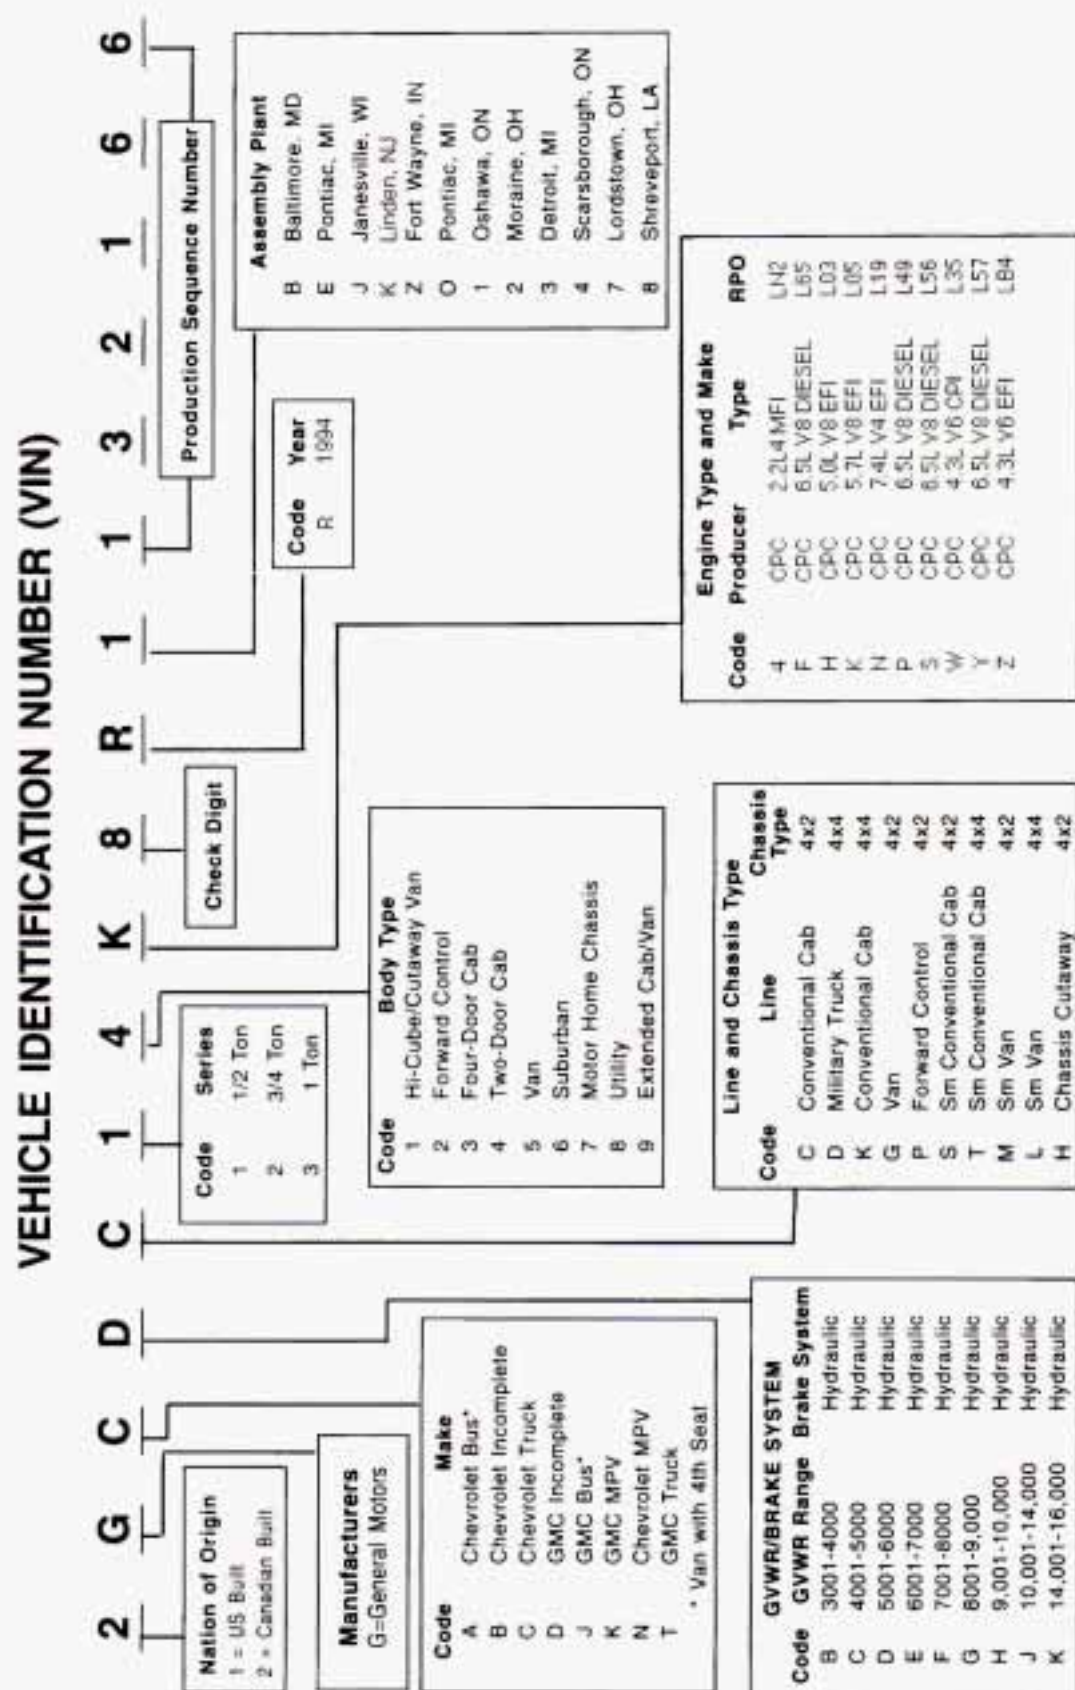 VEHICLE IDENTIFICATION NUMBER (VIN)
2 G C D C 1 4 K 8 R 1 1 3 2 1 6 6
Nation of Origin
1 = US Built
2 = Canadian Built
Manufacturers
G=General Motors
Code Make
A Chevrolet Bus*
B Chevrolet Incomplete
C Chevrolet Truck
D GMC Incomplete
J GMC Bus*
K GMC MPV
N Chevrolet MPV
T GMC Truck
* Van with 4th Seat
GVWR/BRAKE SYSTEM
Code GVWR Range Brake System
B 3001-4000 Hydraulic
C 4001-5000 Hydraulic
D 5001-6000 Hydraulic
E 6001-7000 Hydraulic
F 7001-8000 Hydraulic
G 8001-9,000 Hydraulic
H 9,001-10,000 Hydraulic
J 10,001-14,000 Hydraulic
K 14,001-16,000 Hydraulic
Code Series
1 1/2 Ton
2 3/4 Ton
3 1 Ton
Code Body Type
1 Hi-Cube/Cutaway Van
2 Forward Control
3 Four-Door Cab
4 Two-Door Cab
5 Van
6 Suburban
7 Motor Home Chassis
8 Utility
9 Extended Cab/Van
Line and Chassis Type
Code Line Chassis Type
C Conventional Cab 4x2
D Military Truck 4x4
K Conventional Cab 4x4
G Van 4x2
P Forward Control 4x2
S Sm Conventional Cab 4x2
T Sm Conventional Cab 4x4
M Sm Van 4x2
L Sm Van 4x4
H Chassis Cutaway 4x2
Check Digit
Code Year
R 1994
Production Sequence Number
Assembly Plant
B Baltimore, MD
E Pontiac, MI
J Janesville, WI
K Linden, NJ
Z Fort Wayne, IN
O Pontiac, MI
1 Oshawa, ON
2 Moraine, OH
3 Detroit, MI
4 Scarsborough, ON
7 Lordstown, OH
8 Shreveport, LA
Engine Type and Make
Code Producer Type RPO
4 CPC 2.2L4 MFI LN2
F CPC 6.5L V8 DIESEL L65
H CPC 5.0L V8 EFI L03
K CPC 5.7L V8 EFI L05
N CPC 7.4L V4 EFI L19
P CPC 6.5L V8 DIESEL L49
S CPC 6.5L V8 DIESEL L56
W CPC 4.3L V6 CPI L35
Y CPC 6.5L V8 DIESEL L57
Z CPC 4.3L V6 EFI LB4